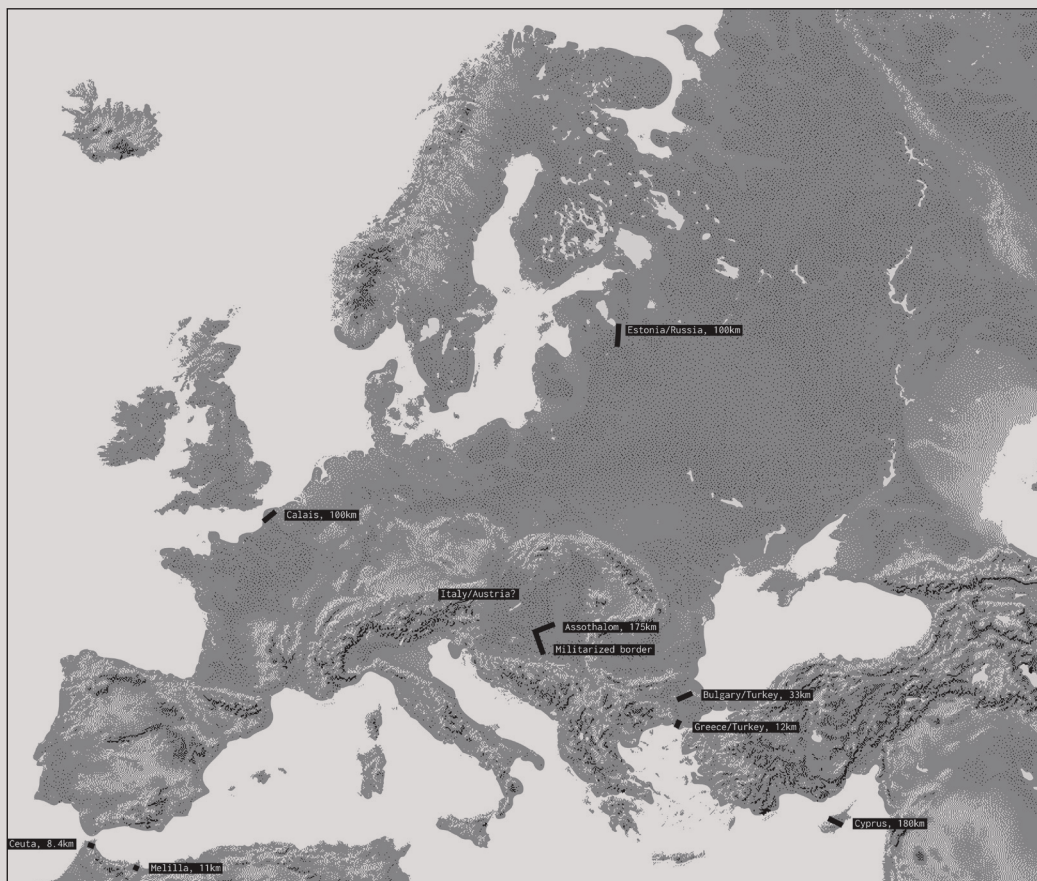 Estonia/Russia, 100km
Calais, 100km
Italy/Austria?
Assothalom, 175km
Militarized border
Bulgary/Turkey, 33km
Greece/Turkey, 12km
Cyprus, 180km
Ceuta, 8.4km
Melilla, 11km